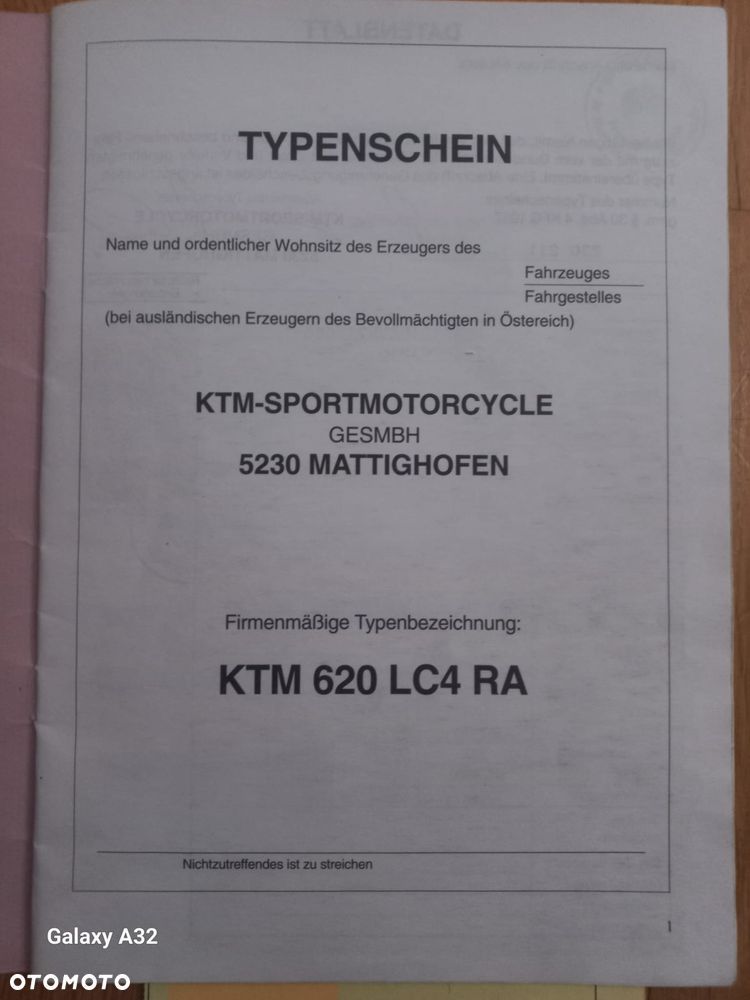 TYPENSCHEIN
Name und ordentlicher Wohnsitz des Erzeugers des
Fahrzeuges
Fahrgestelles
(bei ausländischen Erzeugern des Bevollmächtigten in Östereich)
KTM-SPORTMOTORCYCLE
GESMBH
5230 MATTIGHOFEN
Firmenmäßige Typenbezeichnung:
KTM 620 LC4 RA
Nichtzutreffendes ist zu streichen
1
Galaxy A32
OTOMOTO